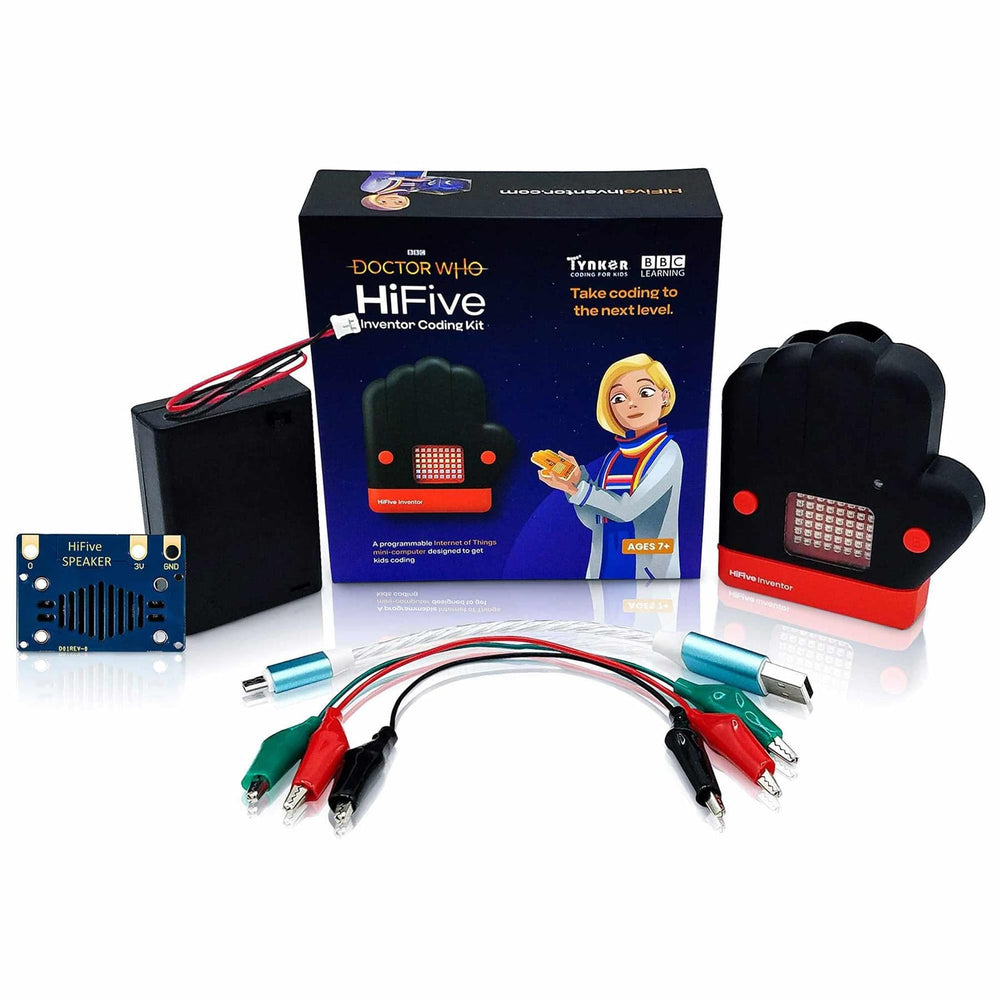 HiFiveInventor.com
BBC
DOCTOR WHO
HiFive
Inventor Coding Kit
TYNKER
CODING FOR KIDS
BBC
LEARNING
Take coding to
the next level.
HiFive Inventor
AGES 7+
A programmable Internet of Things
mini-computer designed to get
kids coding
HiFive
SPEAKER
0
3V
GND
D01REV-0
HiFive Inventor